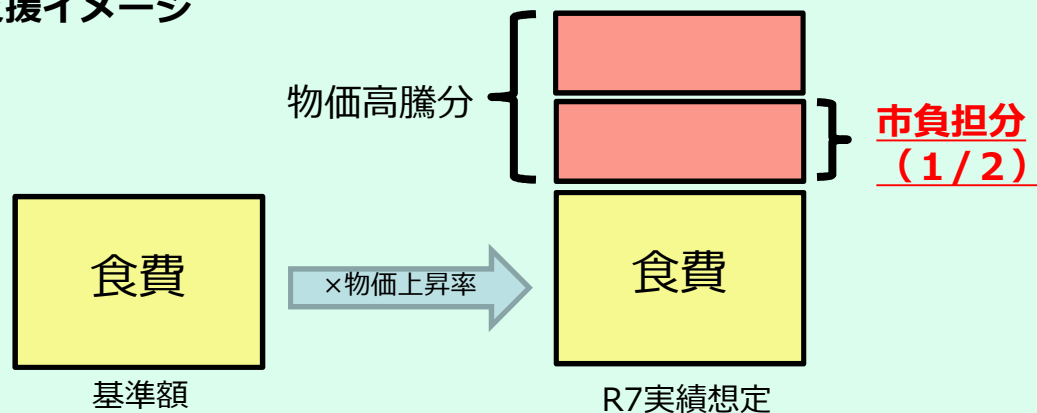 援イメージ
物価高騰分
市負担分
（１/２）
食費
×物価上昇率
食費
基準額
R7実績想定